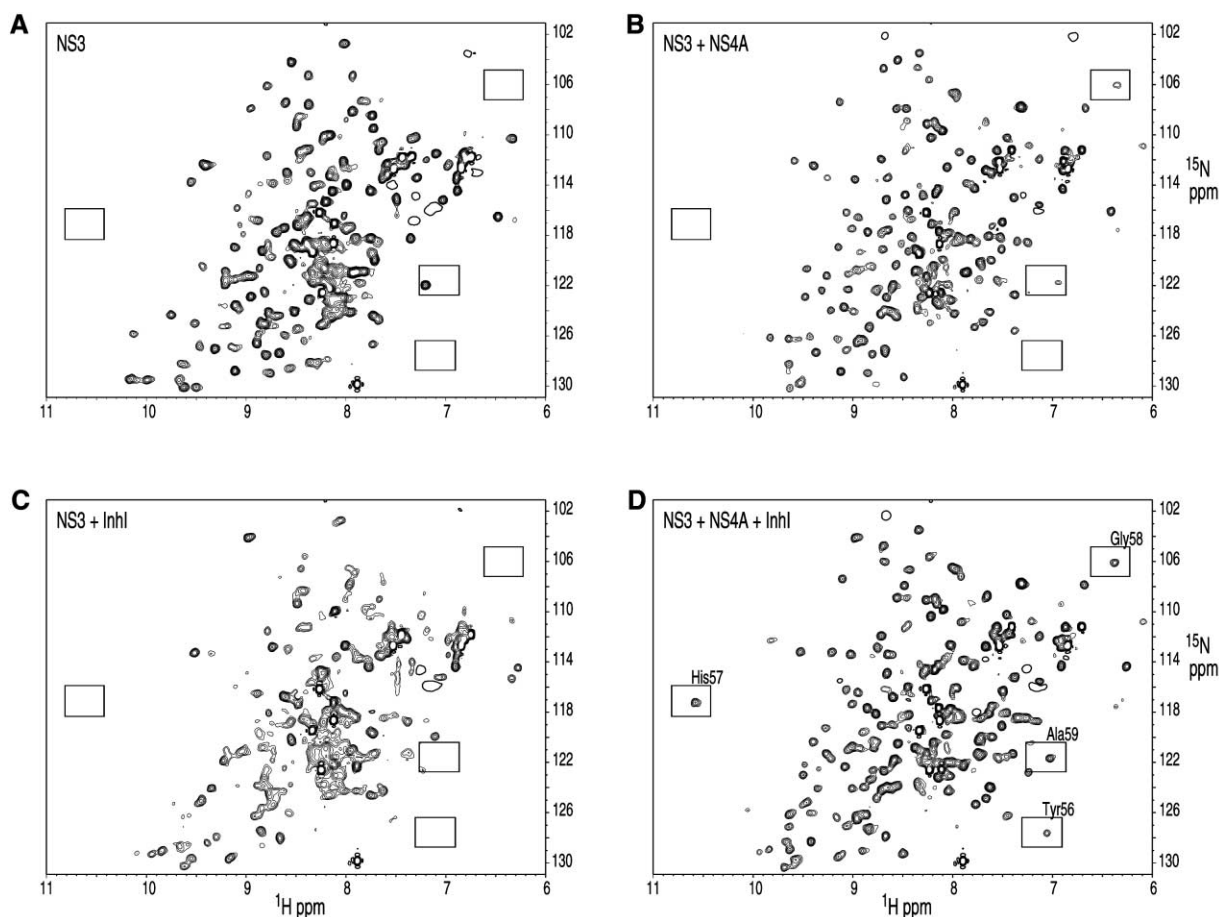 A
NS3
102
106
110
114
118
122
126
130
15N
ppm
11 10 9 8 7 6
B
NS3 + NS4A
102
106
110
114
118
122
126
130
15N
ppm
11 10 9 8 7 6
C
NS3 + InhI
102
106
110
114
118
122
126
130
15N
ppm
11 10 9 8 7 6
1H ppm
D
NS3 + NS4A + InhI
Gly58
His57
Ala59
Tyr56
102
106
110
114
118
122
126
130
15N
ppm
11 10 9 8 7 6
1H ppm